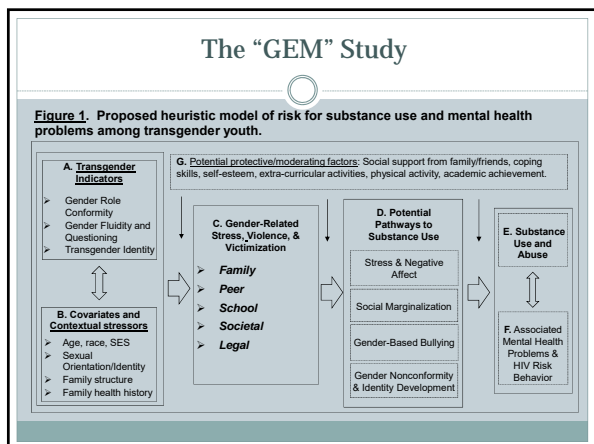 The “GEM” Study
Figure 1. Proposed heuristic model of risk for substance use and mental health
problems among transgender youth.
A. Transgender
Indicators
➢ Gender Role
Conformity
➢ Gender Fluidity and
Questioning
➢ Transgender Identity
B. Covariates and
Contextual stressors
➢ Age, race, SES
➢ Sexual
Orientation/Identity
➢ Family structure
➢ Family health history
G. Potential protective/moderating factors: Social support from family/friends, coping
skills, self-esteem, extra-curricular activities, physical activity, academic achievement.
C. Gender-Related
Stress, Violence, &
Victimization
➢ Family
➢ Peer
➢ School
➢ Societal
➢ Legal
D. Potential
Pathways to
Substance Use
Stress & Negative
Affect
Social Marginalization
Gender-Based Bullying
Gender Nonconformity
& Identity Development
E. Substance
Use and
Abuse
F. Associated
Mental Health
Problems &
HIV Risk
Behavior